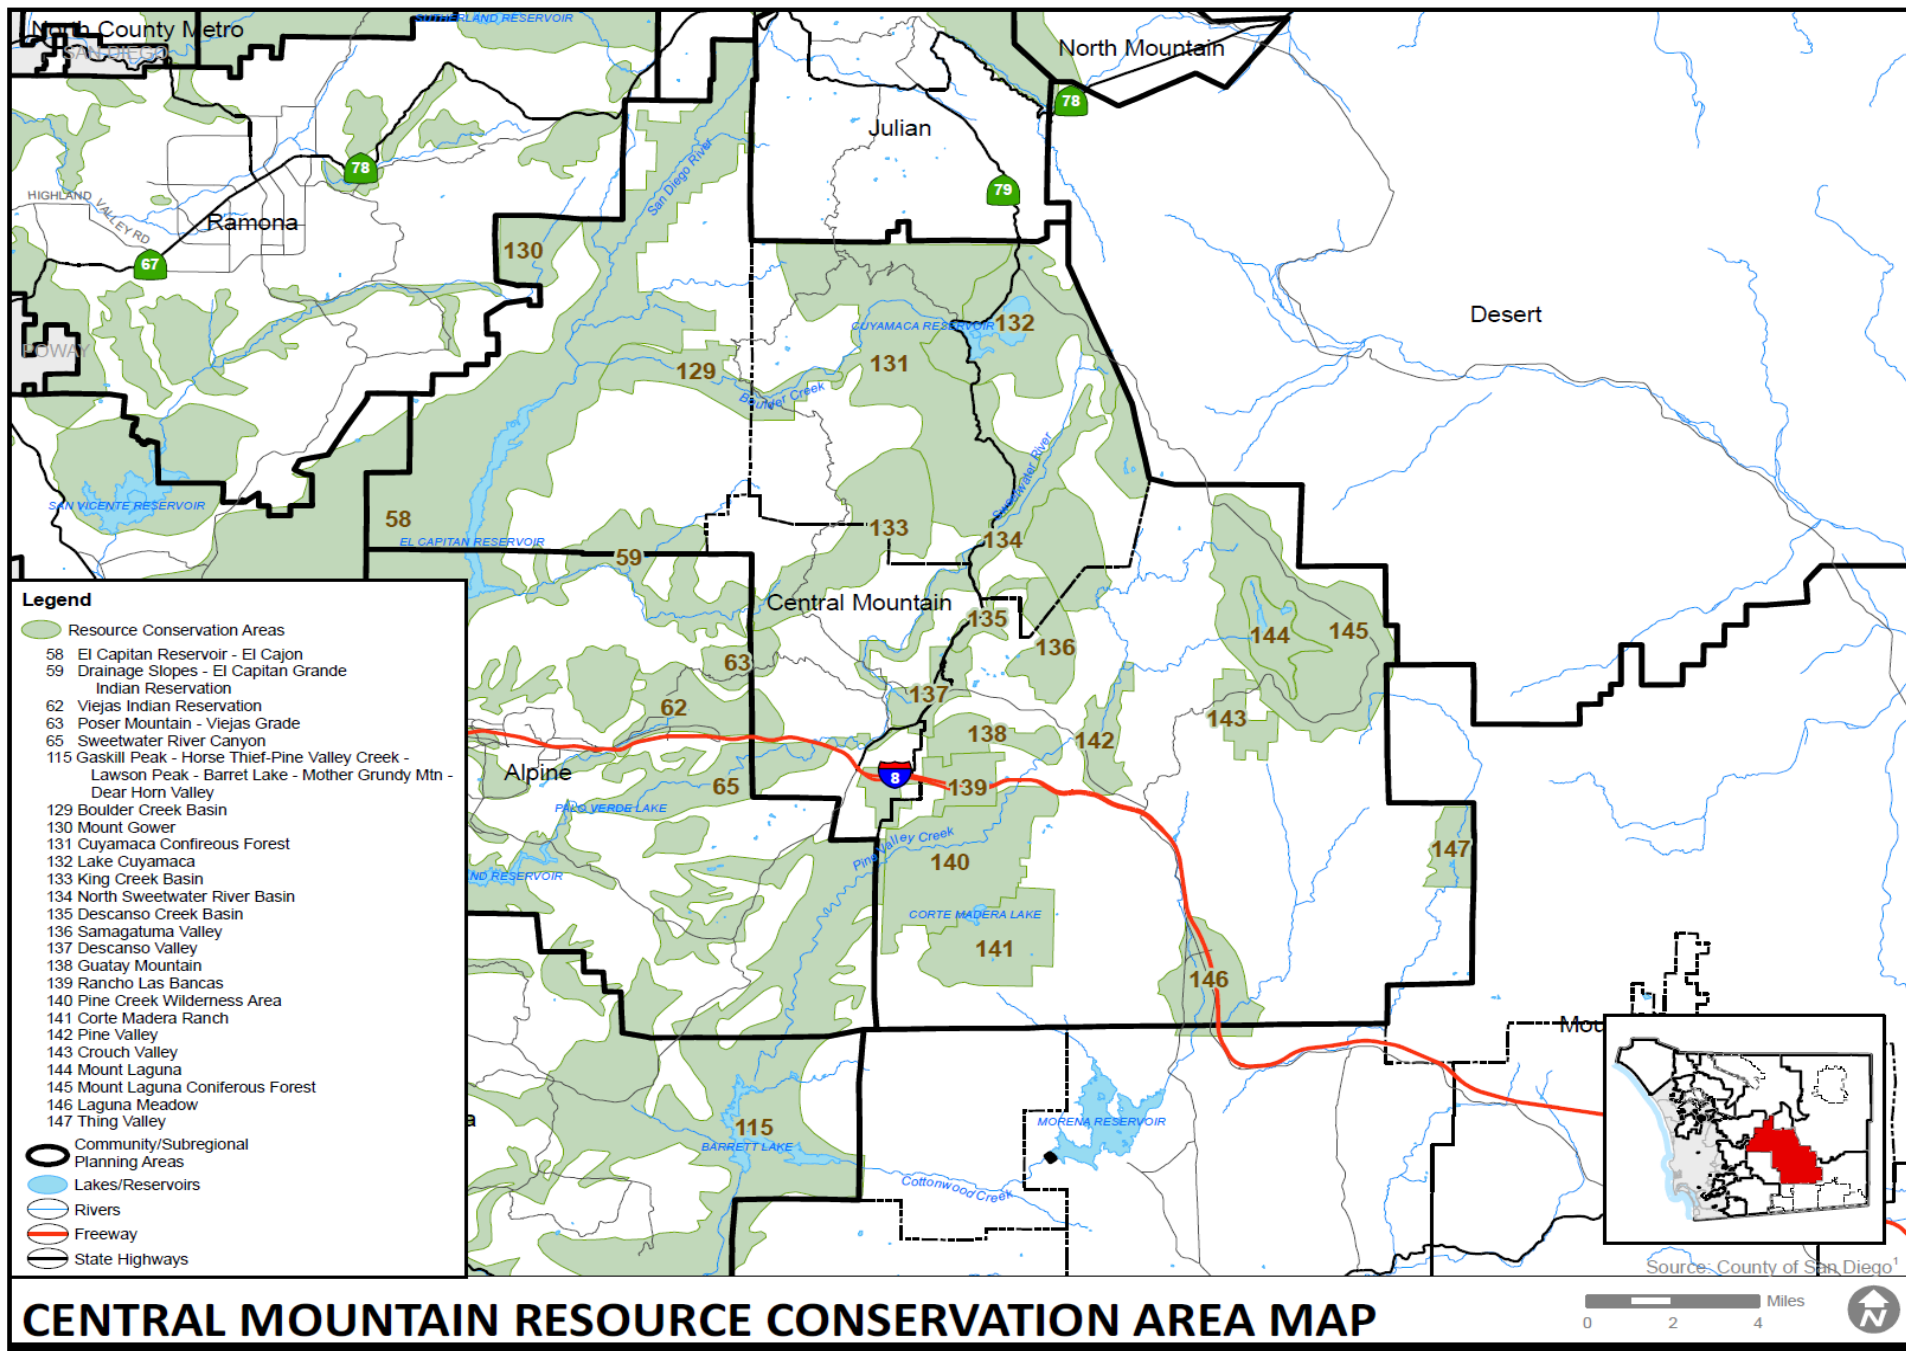 SUTHERLAND RESERVOIR
North County Metro
SAN DIEGO
North Mountain
78
Julian
San Diego River
78
79
HIGHLAND VALLEY RD
Ramona
130
67
Desert
CUYAMACA RESERVOIR
132
POWAY
129
131
Boulder Creek
Sweetwater River
SAN VICENTE RESERVOIR
58
EL CAPITAN RESERVOIR
133
134
59
Central Mountain
135
136
144
145
63
137
62
143
138
142
Alpine
8
65
139
PALO VERDE LAKE
Pine Valley Creek
140
147
ND RESERVOIR
CORTE MADERA LAKE
141
146
Mou
115
BARRETT LAKE
MORENA RESERVOIR
a
Cottonwood Creek
Legend
Resource Conservation Areas
58 El Capitan Reservoir - El Cajon
59 Drainage Slopes - El Capitan Grande
Indian Reservation
62 Viejas Indian Reservation
63 Poser Mountain - Viejas Grade
65 Sweetwater River Canyon
115 Gaskill Peak - Horse Thief-Pine Valley Creek -
Lawson Peak - Barret Lake - Mother Grundy Mtn -
Dear Horn Valley
129 Boulder Creek Basin
130 Mount Gower
131 Cuyamaca Confireous Forest
132 Lake Cuyamaca
133 King Creek Basin
134 North Sweetwater River Basin
135 Descanso Creek Basin
136 Samagatuma Valley
137 Descanso Valley
138 Guatay Mountain
139 Rancho Las Bancas
140 Pine Creek Wilderness Area
141 Corte Madera Ranch
142 Pine Valley
143 Crouch Valley
144 Mount Laguna
145 Mount Laguna Coniferous Forest
146 Laguna Meadow
147 Thing Valley
Community/Subregional
Planning Areas
Lakes/Reservoirs
Rivers
Freeway
State Highways
Source: County of San Diego¹
CENTRAL MOUNTAIN RESOURCE CONSERVATION AREA MAP
Miles
0 2 4
N